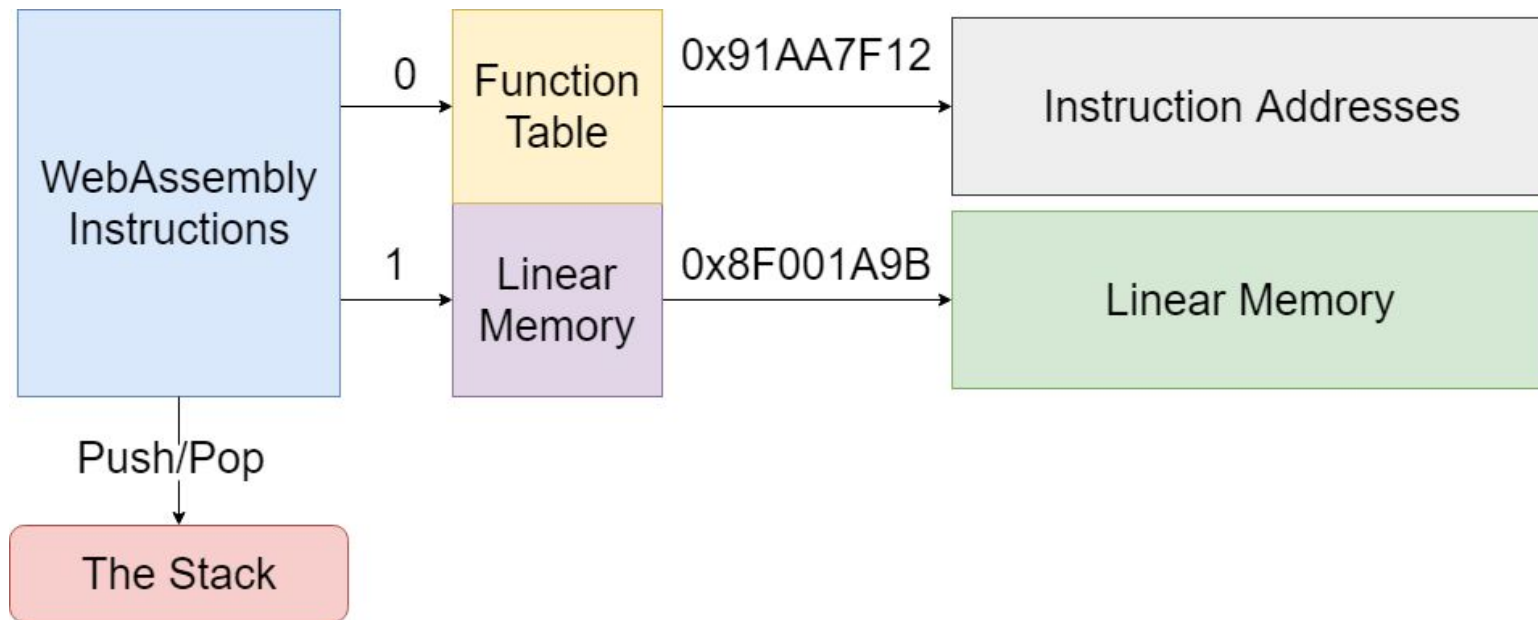 WebAssembly
Instructions
0
Function
Table
0x91AA7F12
Instruction Addresses
1
Linear
Memory
0x8F001A9B
Linear Memory
Push/Pop
The Stack